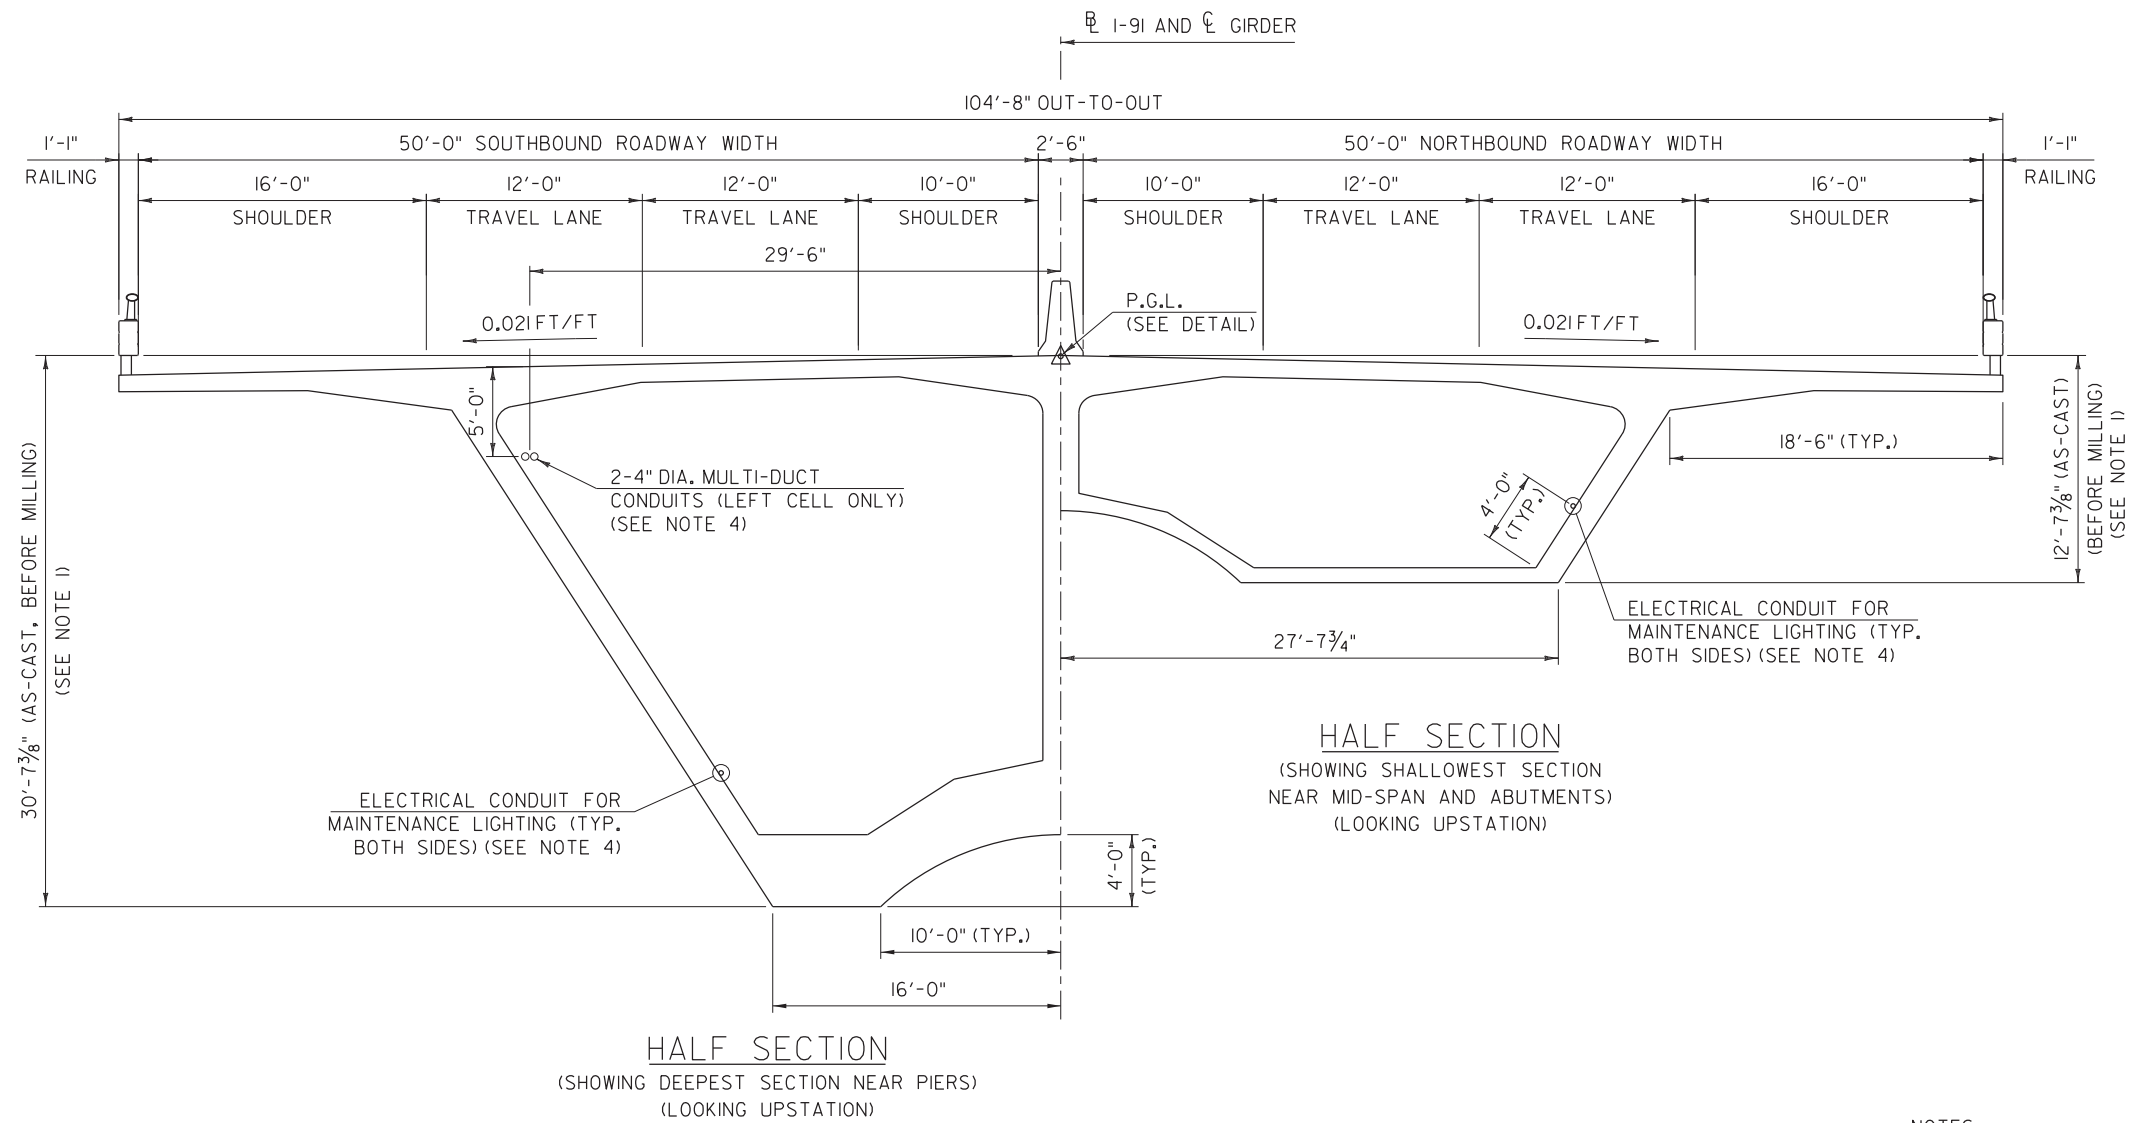 ℄ I-91 AND ℄ GIRDER
104'-8" OUT-TO-OUT
1'-1"
50'-0" SOUTHBOUND ROADWAY WIDTH
2'-6"
50'-0" NORTHBOUND ROADWAY WIDTH
1'-1"
RAILING
RAILING
16'-0"
12'-0"
12'-0"
10'-0"
10'-0"
12'-0"
12'-0"
16'-0"
SHOULDER
TRAVEL LANE
TRAVEL LANE
SHOULDER
SHOULDER
TRAVEL LANE
TRAVEL LANE
SHOULDER
29'-6"
P.G.L.
(SEE DETAIL)
0.021 FT/FT
0.021 FT/FT
5'-0"
2-4" DIA. MULTI-DUCT
CONDUITS (LEFT CELL ONLY)
(SEE NOTE 4)
18'-6" (TYP.)
4'-0"
(TYP.)
12'-7⅜" (AS-CAST)
(BEFORE MILLING)
(SEE NOTE 1)
30'-7⅜" (AS-CAST, BEFORE MILLING)
(SEE NOTE 1)
ELECTRICAL CONDUIT FOR
MAINTENANCE LIGHTING (TYP.
BOTH SIDES) (SEE NOTE 4)
27'-7¾"
HALF SECTION
(SHOWING SHALLOWEST SECTION
NEAR MID-SPAN AND ABUTMENTS)
(LOOKING UPSTATION)
ELECTRICAL CONDUIT FOR
MAINTENANCE LIGHTING (TYP.
BOTH SIDES) (SEE NOTE 4)
4'-0"
(TYP.)
10'-0" (TYP.)
16'-0"
HALF SECTION
(SHOWING DEEPEST SECTION NEAR PIERS)
(LOOKING UPSTATION)
NOTES